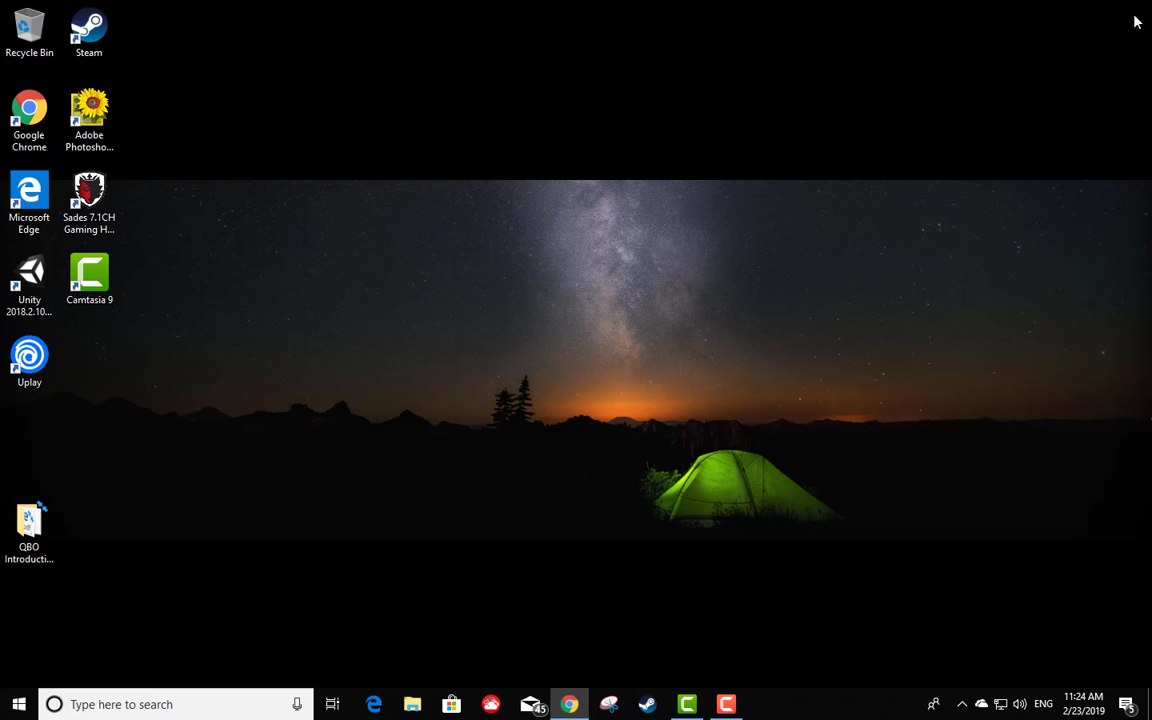 Recycle Bin
Steam
Google
Chrome
Adobe
Photosho...
Microsoft
Edge
Sades 7.1CH
Gaming H...
Unity
2018.2.10...
Camtasia 9
Uplay
QBO
Introducti...
Type here to search
45
ENG
11:24 AM
2/23/2019
5